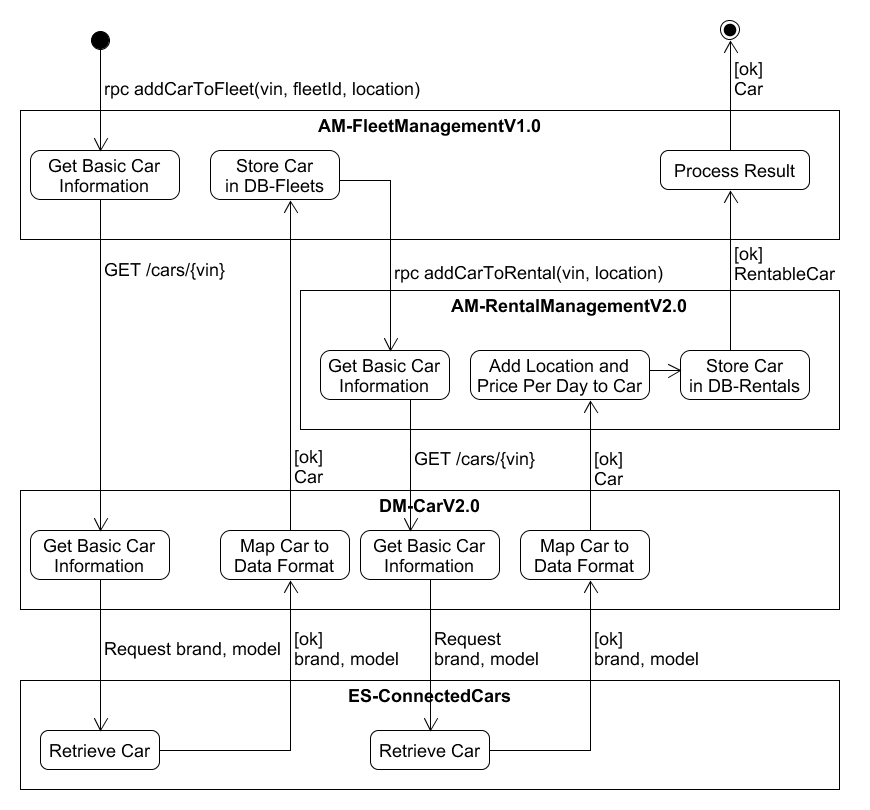 rpc addCarToFleet(vin, fleetId, location)
[ok]
Car
AM-FleetManagementV1.0
Get Basic Car
Information
Store Car
in DB-Fleets
Process Result
GET /cars/{vin}
rpc addCarToRental(vin, location)
[ok]
RentableCar
AM-RentalManagementV2.0
Get Basic Car
Information
Add Location and
Price Per Day to Car
Store Car
in DB-Rentals
[ok]
Car
GET /cars/{vin}
[ok]
Car
DM-CarV2.0
Get Basic Car
Information
Map Car to
Data Format
Get Basic Car
Information
Map Car to
Data Format
Request brand, model
[ok]
brand, model
Request
brand, model
[ok]
brand, model
ES-ConnectedCars
Retrieve Car
Retrieve Car